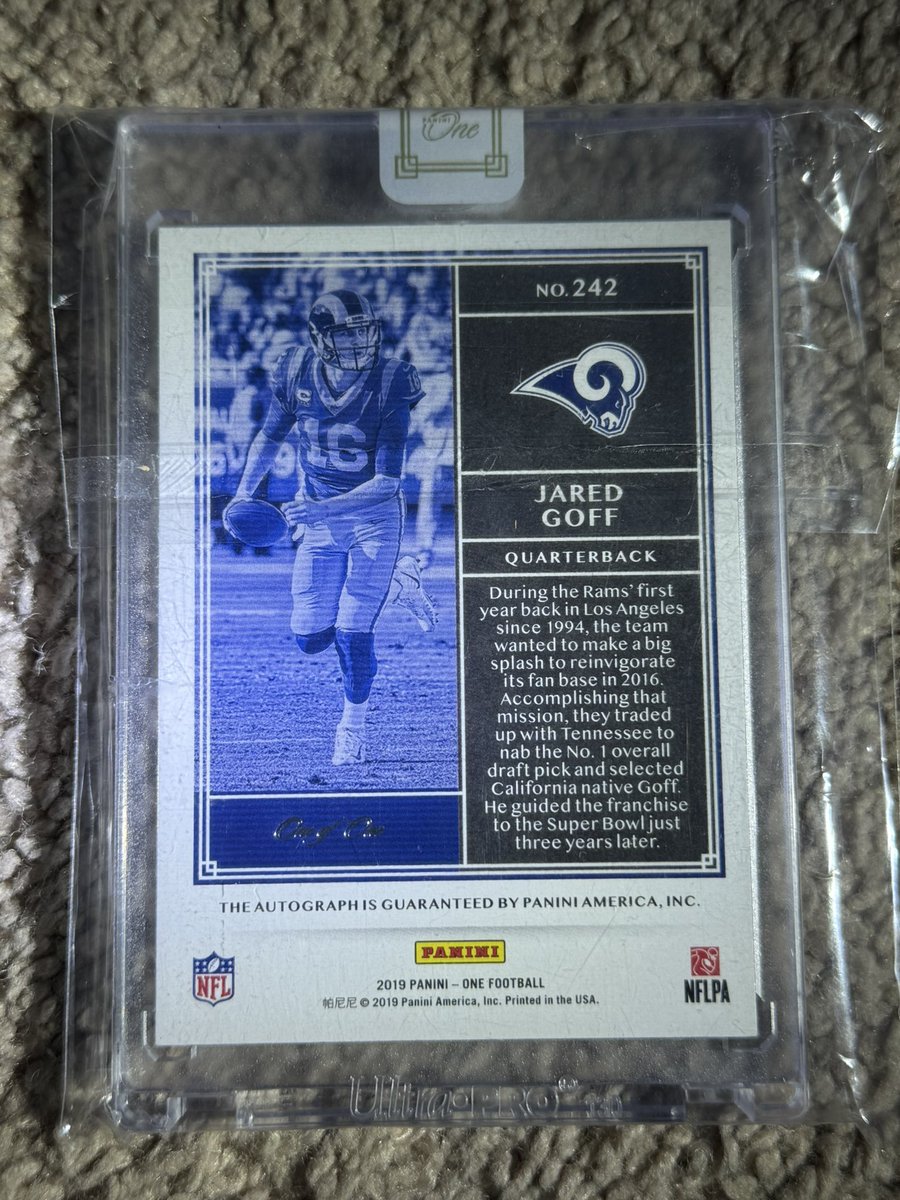 PANINI
One
NO. 242
16
16
JARED
GOFF
QUARTERBACK
During the Rams' first
year back in Los Angeles
since 1994, the team
wanted to make a big
splash to reinvigorate
its fan base in 2016.
Accomplishing that
mission, they traded
up with Tennessee to
nab the No. 1 overall
draft pick and selected
California native Goff.
He guided the franchise
to the Super Bowl just
three years later.
One of One
THE AUTOGRAPH IS GUARANTEED BY PANINI AMERICA, INC.
PANINI
NFL
2019 PANINI – ONE FOOTBALL
帕尼尼 © 2019 Panini America, Inc. Printed in the USA.
NFLPA
Ultra·PRO